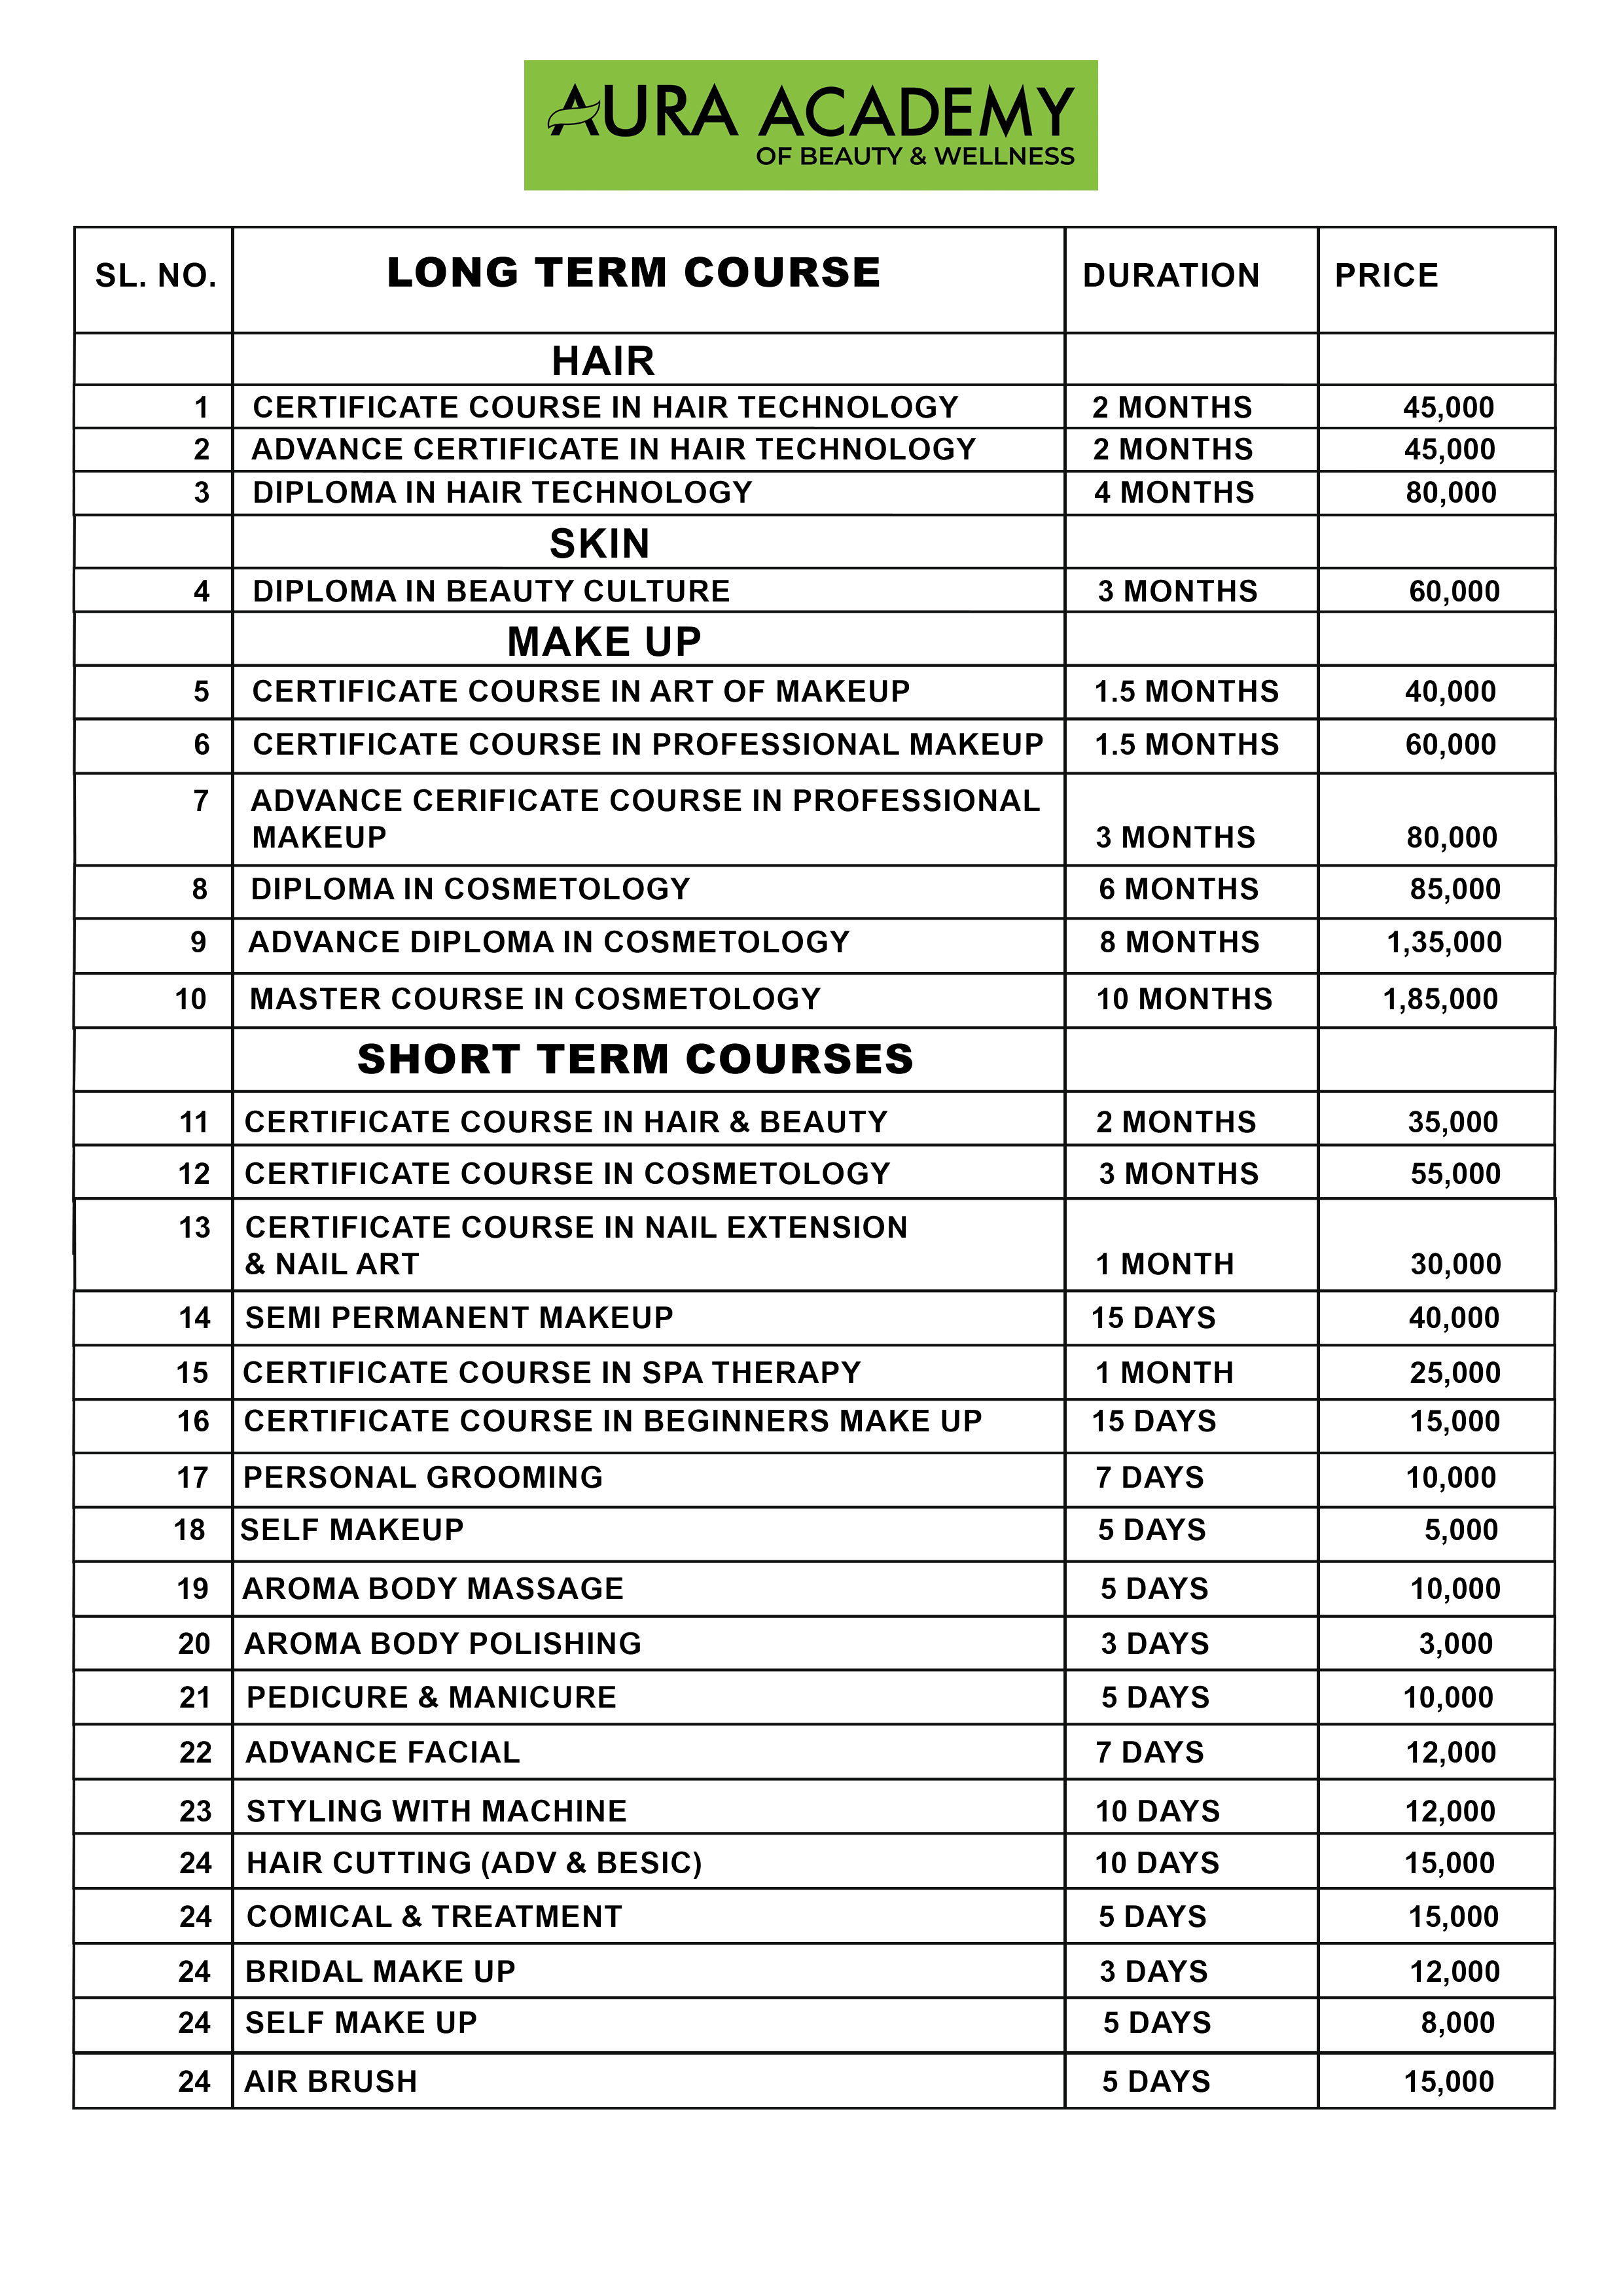 AURA ACADEMY
OF BEAUTY & WELLNESS
SL. NO. LONG TERM COURSE DURATION PRICE
HAIR
1 CERTIFICATE COURSE IN HAIR TECHNOLOGY 2 MONTHS 45,000
2 ADVANCE CERTIFICATE IN HAIR TECHNOLOGY 2 MONTHS 45,000
3 DIPLOMA IN HAIR TECHNOLOGY 4 MONTHS 80,000
SKIN
4 DIPLOMA IN BEAUTY CULTURE 3 MONTHS 60,000
MAKE UP
5 CERTIFICATE COURSE IN ART OF MAKEUP 1.5 MONTHS 40,000
6 CERTIFICATE COURSE IN PROFESSIONAL MAKEUP 1.5 MONTHS 60,000
7 ADVANCE CERIFICATE COURSE IN PROFESSIONAL
MAKEUP 3 MONTHS 80,000
8 DIPLOMA IN COSMETOLOGY 6 MONTHS 85,000
9 ADVANCE DIPLOMA IN COSMETOLOGY 8 MONTHS 1,35,000
10 MASTER COURSE IN COSMETOLOGY 10 MONTHS 1,85,000
SHORT TERM COURSES
11 CERTIFICATE COURSE IN HAIR & BEAUTY 2 MONTHS 35,000
12 CERTIFICATE COURSE IN COSMETOLOGY 3 MONTHS 55,000
13 CERTIFICATE COURSE IN NAIL EXTENSION
& NAIL ART 1 MONTH 30,000
14 SEMI PERMANENT MAKEUP 15 DAYS 40,000
15 CERTIFICATE COURSE IN SPA THERAPY 1 MONTH 25,000
16 CERTIFICATE COURSE IN BEGINNERS MAKE UP 15 DAYS 15,000
17 PERSONAL GROOMING 7 DAYS 10,000
18 SELF MAKEUP 5 DAYS 5,000
19 AROMA BODY MASSAGE 5 DAYS 10,000
20 AROMA BODY POLISHING 3 DAYS 3,000
21 PEDICURE & MANICURE 5 DAYS 10,000
22 ADVANCE FACIAL 7 DAYS 12,000
23 STYLING WITH MACHINE 10 DAYS 12,000
24 HAIR CUTTING (ADV & BESIC) 10 DAYS 15,000
24 COMICAL & TREATMENT 5 DAYS 15,000
24 BRIDAL MAKE UP 3 DAYS 12,000
24 SELF MAKE UP 5 DAYS 8,000
24 AIR BRUSH 5 DAYS 15,000